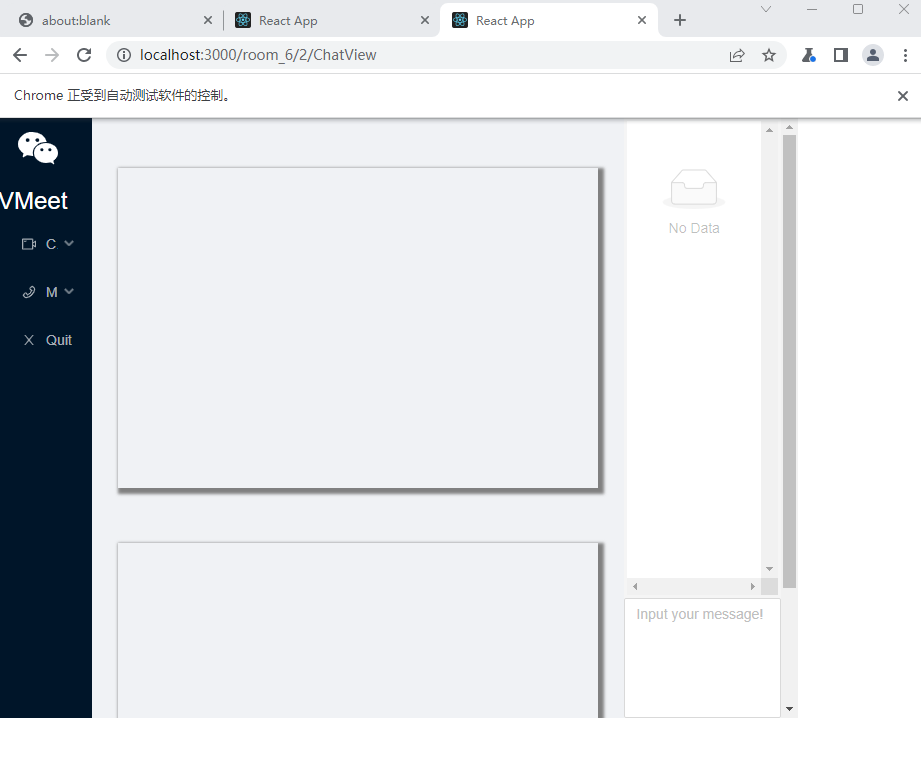 about:blank
React App
React App
localhost:3000/room_6/2/ChatView
Chrome 正受到自动测试软件的控制。
VMeet
C
M
Quit
No Data
Input your message!